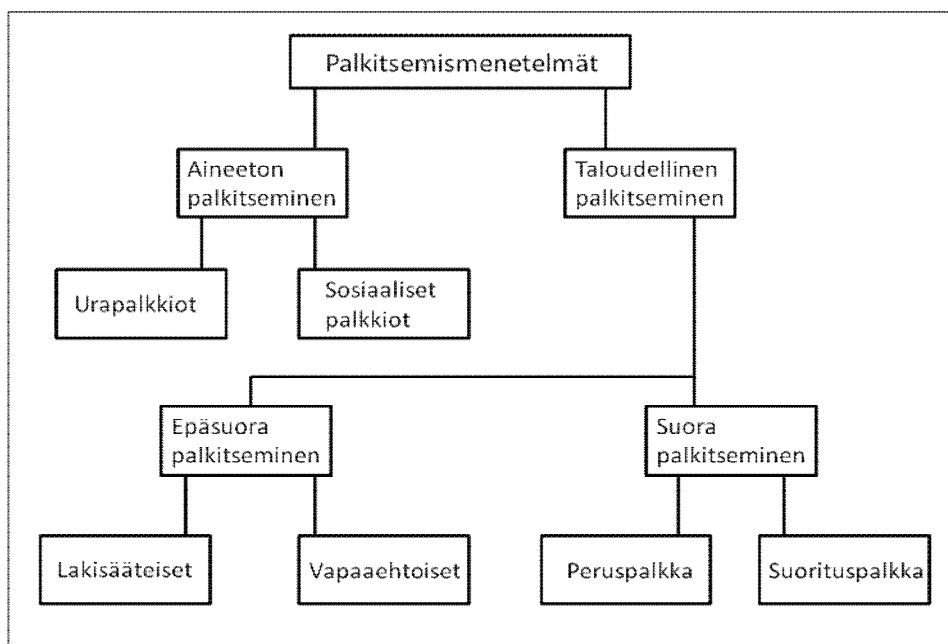 Palkitsemismenetelmät
Aineeton
palkitseminen
Taloudellinen
palkitseminen
Urapalkkiot
Sosiaaliset
palkkiot
Epäsuora
palkitseminen
Suora
palkitseminen
Lakisääteiset
Vapaaehtoiset
Peruspalkka
Suorituspalkka